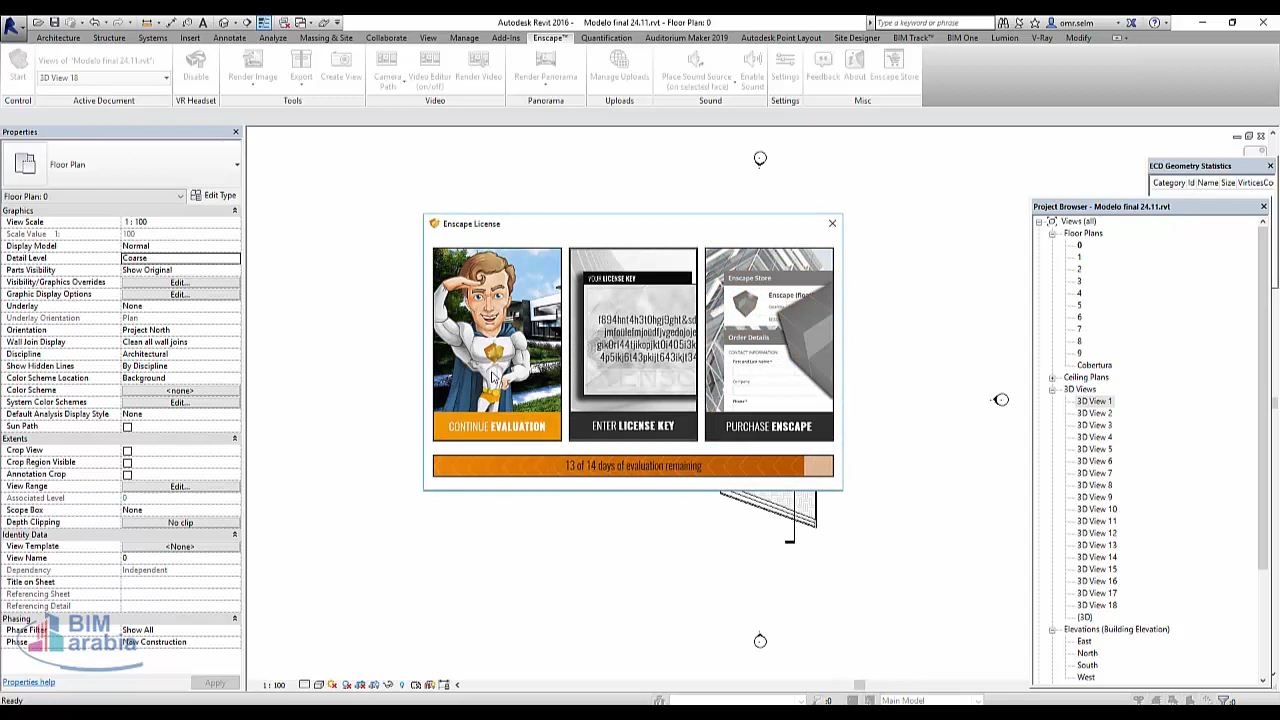 Autodesk Revit 2016 - Modelo final 24.11.rvt - Floor Plan: 0
Type a keyword or phrase
omr.selm
Architecture Structure Systems Insert Annotate Analyze Massing & Site Collaborate View Manage Add-Ins Enscape™ Quantification Auditorium Maker 2019 Autodesk Point Layout Site Designer BIM Track™ BIM One Lumion V-Ray Modify
Views of "Modelo final 24.11.rvt":
3D View 18
Start
Disable
Render Image
Export
Create View
Camera Path
Video Editor (on/off)
Render Video
Render Panorama
Manage Uploads
Place Sound Source (on selected face)
Enable Sound
Settings
Feedback
About
Enscape Store
Control
Active Document
VR Headset
Tools
Video
Panorama
Uploads
Sound
Settings
Misc
Properties
Floor Plan
Floor Plan: 0
Edit Type
Graphics
View Scale 1 : 100
Scale Value 1: 100
Display Model Normal
Detail Level Coarse
Parts Visibility Show Original
Visibility/Graphics Overrides Edit...
Graphic Display Options Edit...
Underlay None
Underlay Orientation Plan
Orientation Project North
Wall Join Display Clean all wall joins
Discipline Architectural
Show Hidden Lines By Discipline
Color Scheme Location Background
Color Scheme <none>
System Color Schemes Edit...
Default Analysis Display Style None
Sun Path
Extents
Crop View
Crop Region Visible
Annotation Crop
View Range Edit...
Associated Level 0
Scope Box None
Depth Clipping No clip
Identity Data
View Template <None>
View Name 0
Dependency Independent
Title on Sheet
Referencing Sheet
Referencing Detail
Phasing
Phase Filter Show All
Phase New Construction
BIM
arabia
Properties help
Apply
Ready
1 : 100
Enscape License
YOUR LICENSE KEY
Enscape Store
Order Details
CONTACT INFORMATION
First and Last Name *
Company
Phone *
CONTINUE EVALUATION
ENTER LICENSE KEY
PURCHASE ENSCAPE
13 of 14 days of evaluation remaining
ECD Geometry Statistics
Category Id Name Size VirticesCo
Project Browser - Modelo final 24.11.rvt
Views (all)
Floor Plans
0
1
2
3
4
5
6
7
8
9
Cobertura
Ceiling Plans
3D Views
3D View 1
3D View 2
3D View 3
3D View 4
3D View 5
3D View 6
3D View 7
3D View 8
3D View 9
3D View 10
3D View 11
3D View 12
3D View 13
3D View 14
3D View 15
3D View 16
3D View 17
3D View 18
{3D}
Elevations (Building Elevation)
East
North
South
West
:0
Main Model
:0